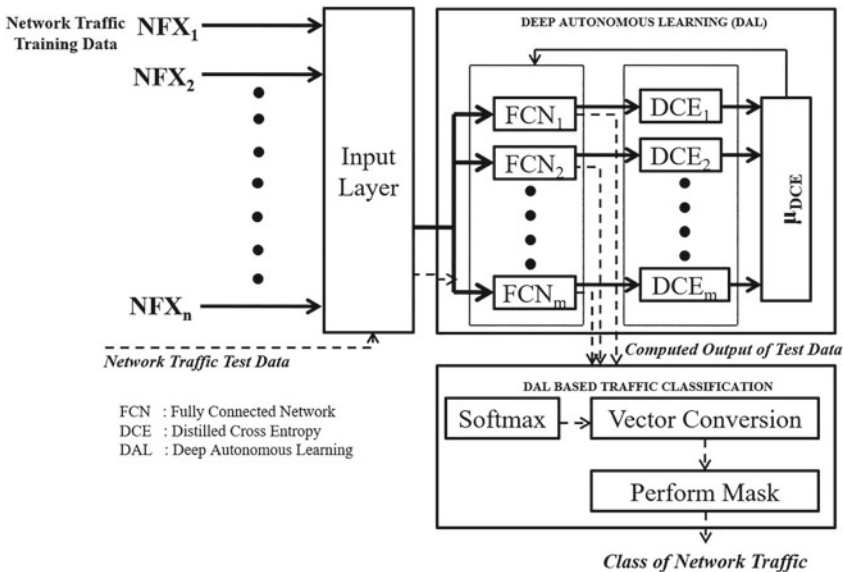 Network Traffic
Training Data
NFX1
NFX2
NFXn
Network Traffic Test Data
Input
Layer
DEEP AUTONOMOUS LEARNING (DAL)
FCN1
DCE1
FCN2
DCE2
FCNm
DCEm
μDCE
Computed Output of Test Data
FCN : Fully Connected Network
DCE : Distilled Cross Entropy
DAL : Deep Autonomous Learning
DAL BASED TRAFFIC CLASSIFICATION
Softmax
Vector Conversion
Perform Mask
Class of Network Traffic